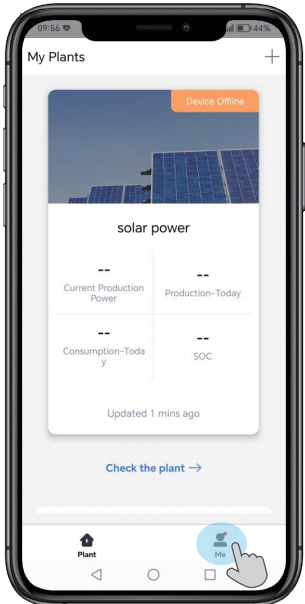 09:56
44%
My Plants
Device Offline
solar power
--
Current Production
Power
--
Production-Today
--
Consumption-Toda
y
--
SOC
Updated 1 mins ago
Check the plant →
Plant
Me